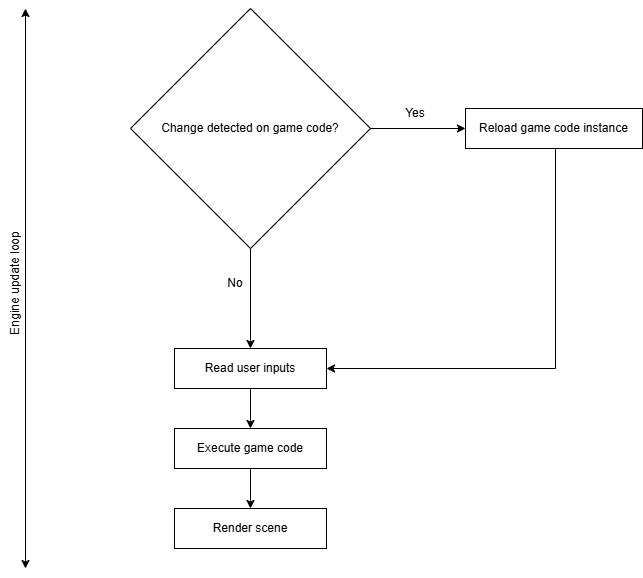 Change detected on game code?
Yes
Reload game code instance
Engine update loop
No
Read user inputs
Execute game code
Render scene